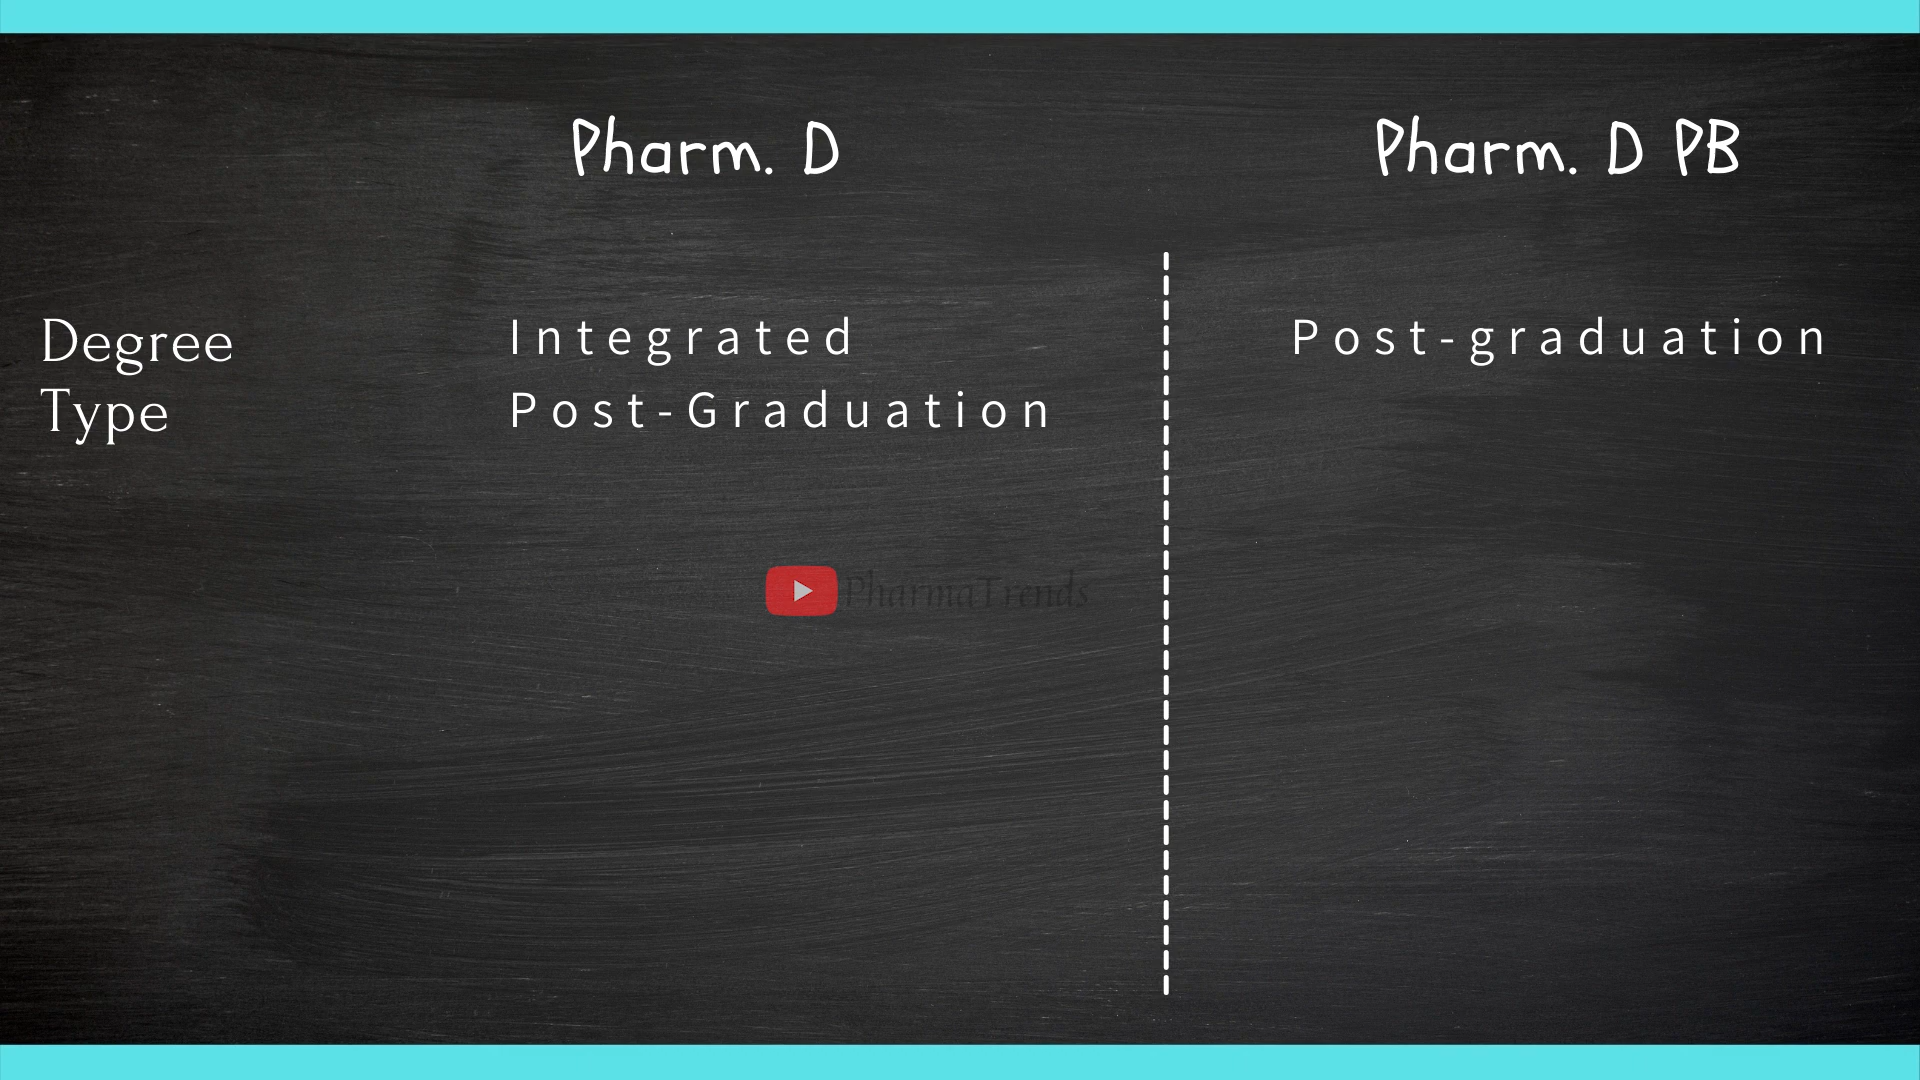 Pharm. D
Pharm. D PB
Degree
Type
Integrated
Post-Graduation
Post-graduation
PharmaTrends